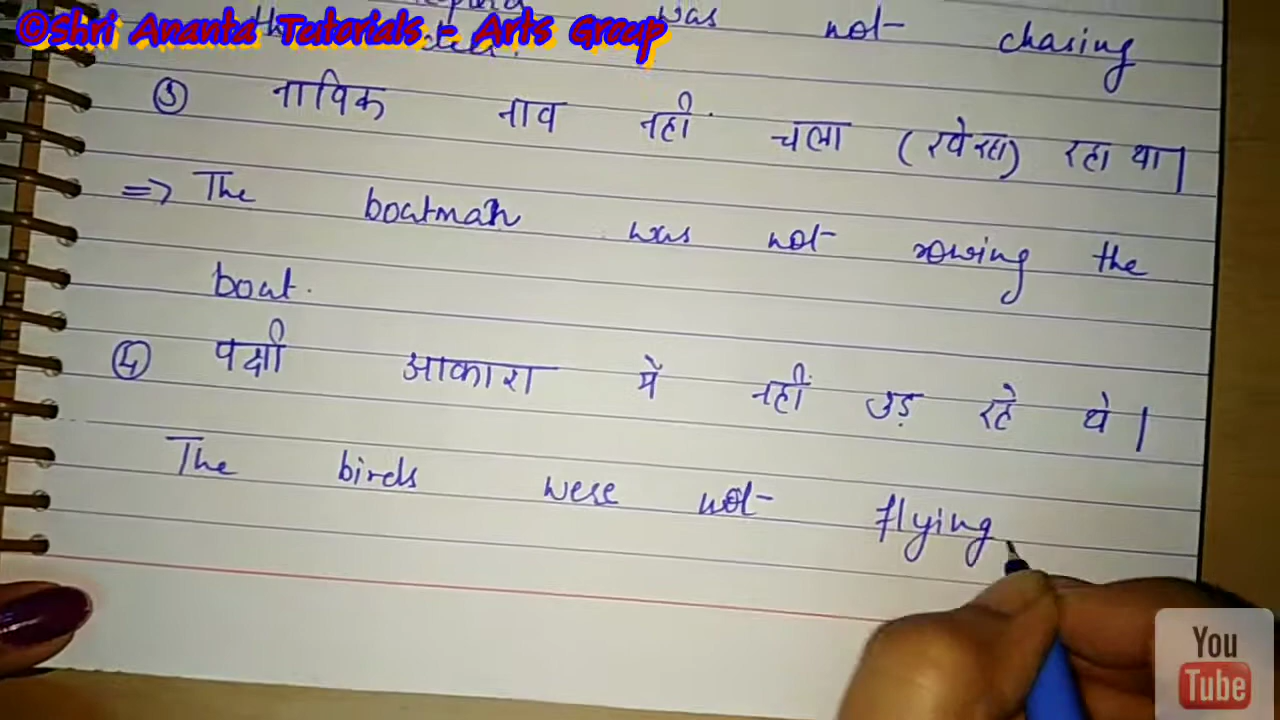 ©Shri Ananta Tutorials - Arts Group
was not chasing
③ नाविक नाव नहीं चला (खे रहा) रहा था।
=> The boatman was not rowing the
boat.
④ पक्षी आकाश में नहीं उड़ रहे थे।
The birds were not flying
You
Tube